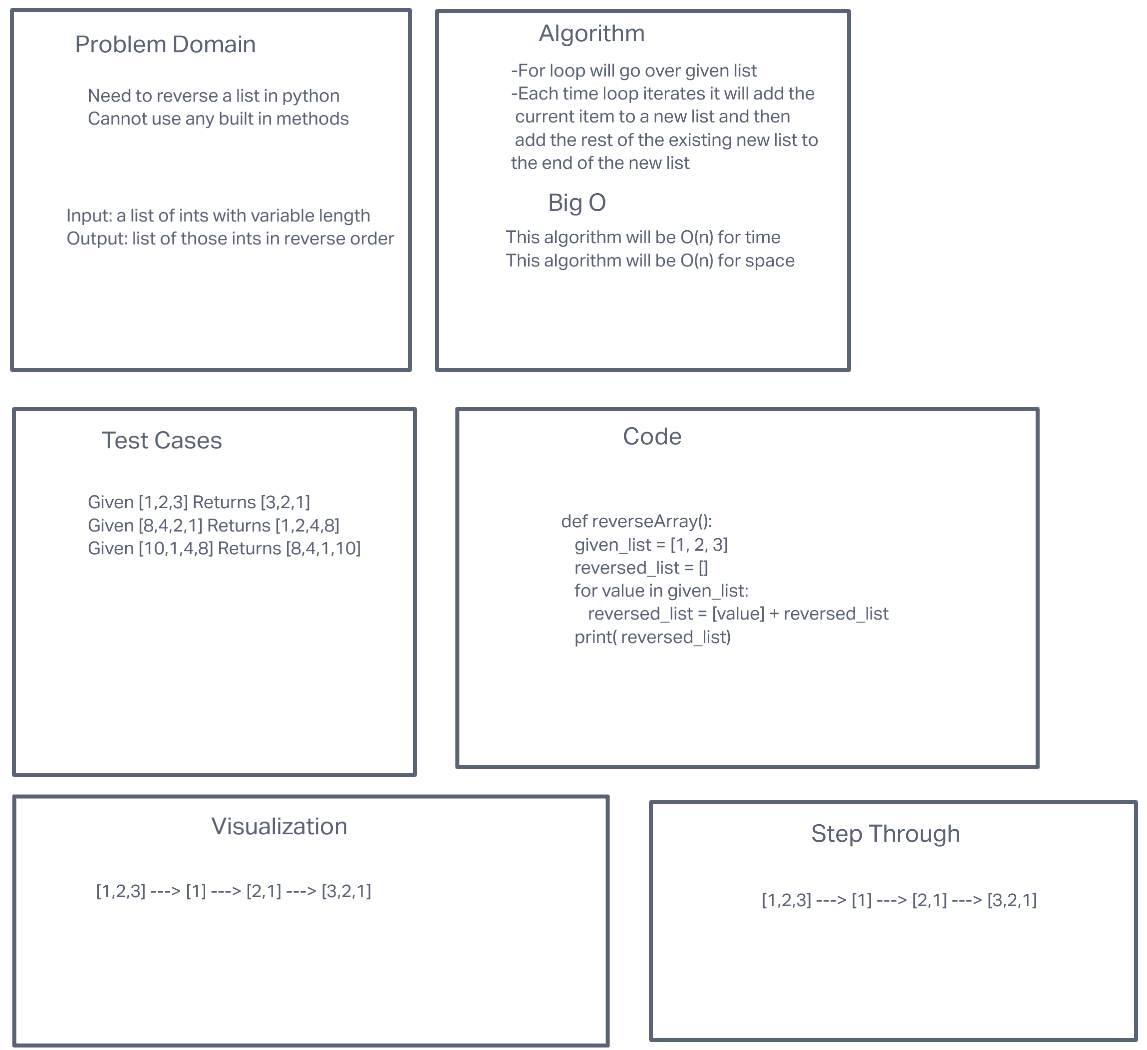 Problem Domain
Need to reverse a list in python
Cannot use any built in methods
Input: a list of ints with variable length
Output: list of those ints in reverse order
Algorithm
-For loop will go over given list
-Each time loop iterates it will add the
current item to a new list and then
add the rest of the existing new list to
the end of the new list
Big O
This algorithm will be O(n) for time
This algorithm will be O(n) for space
Test Cases
Given [1,2,3] Returns [3,2,1]
Given [8,4,2,1] Returns [1,2,4,8]
Given [10,1,4,8] Returns [8,4,1,10]
Code
def reverseArray():
given_list = [1, 2, 3]
reversed_list = []
for value in given_list:
reversed_list = [value] + reversed_list
print( reversed_list)
Visualization
[1,2,3] ---> [1] ---> [2,1] ---> [3,2,1]
Step Through
[1,2,3] ---> [1] ---> [2,1] ---> [3,2,1]